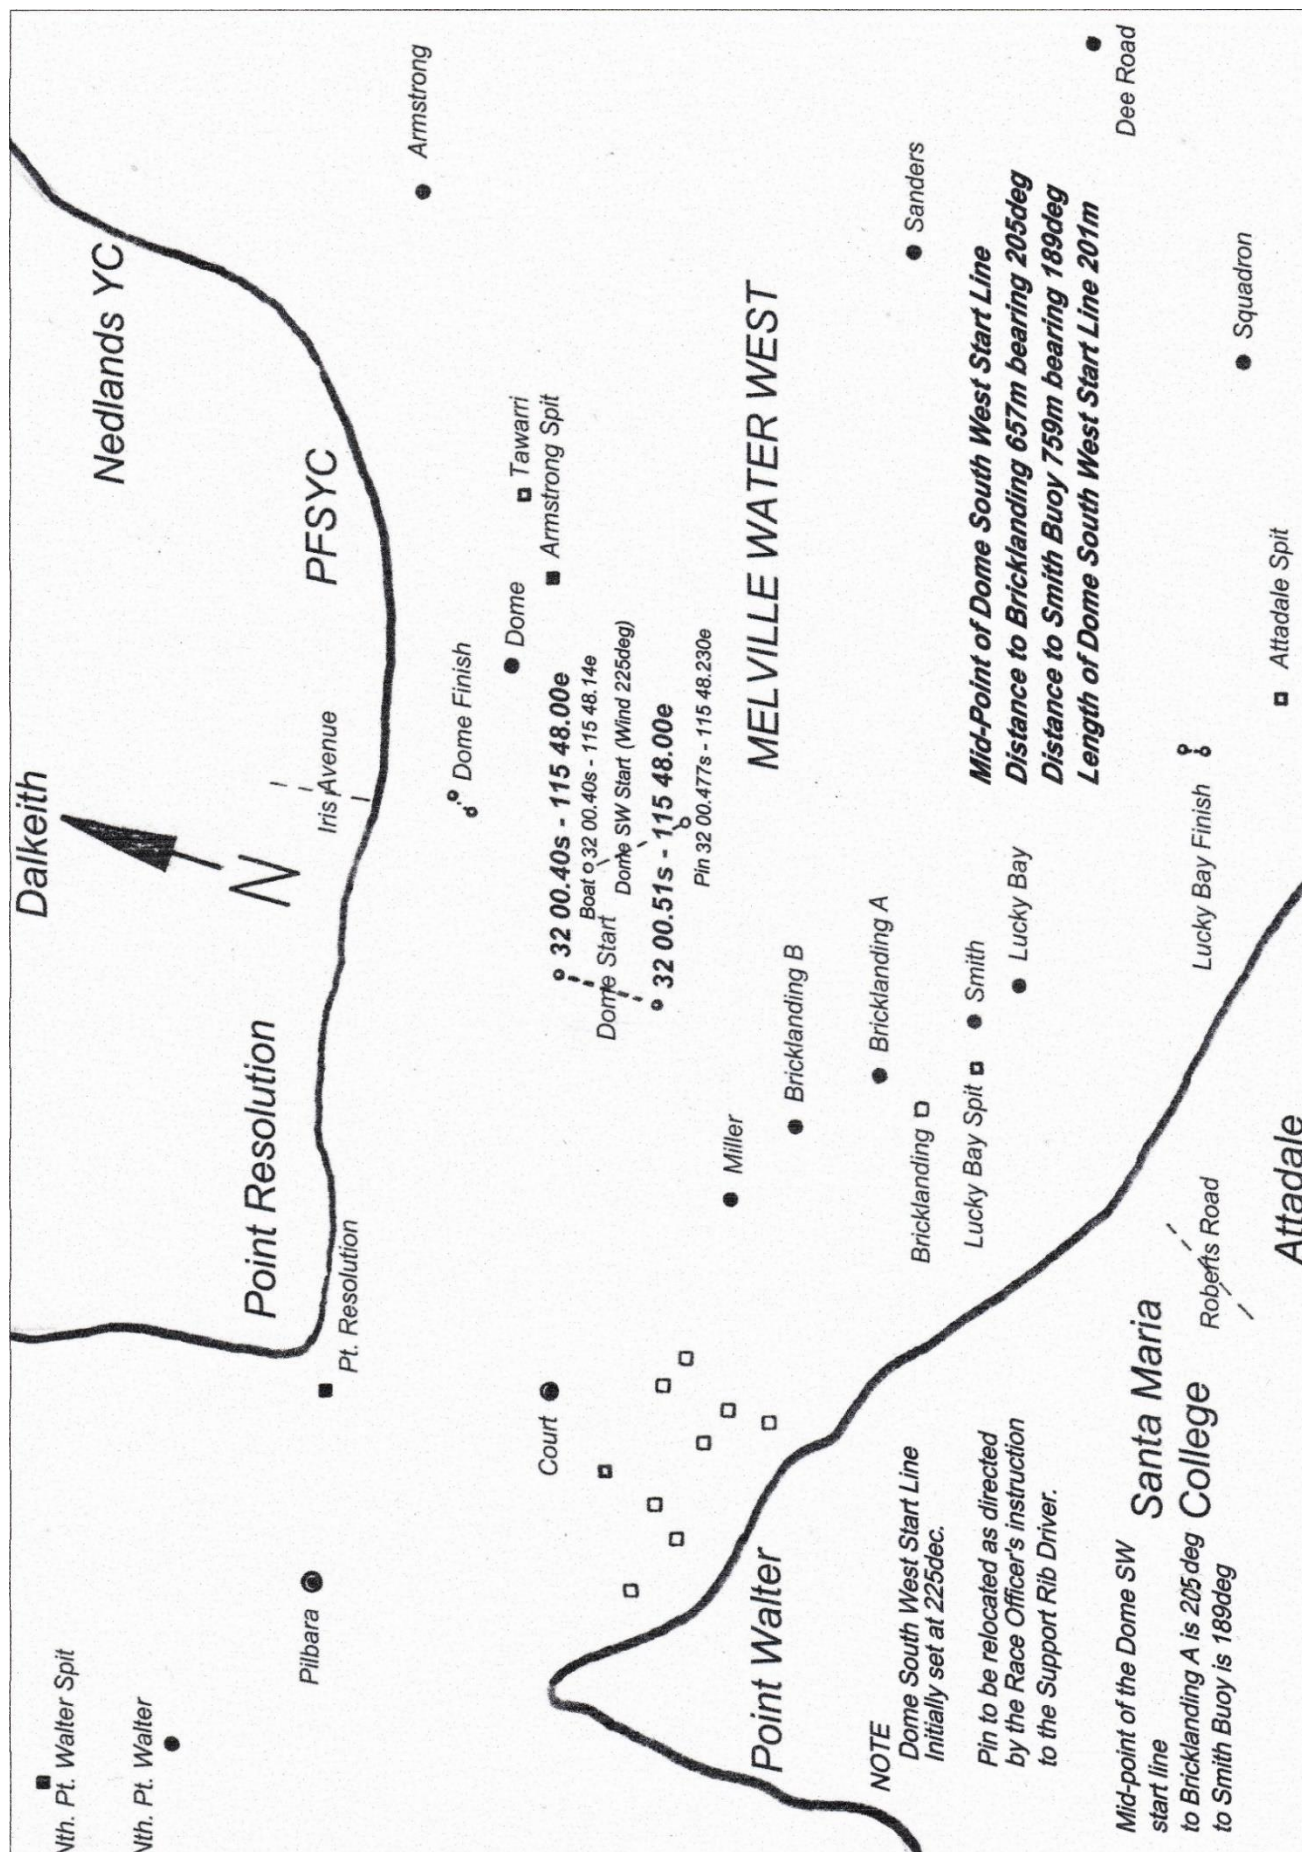 Dalkeith
Nedlands YC
Armstrong
N
Iris Avenue
PFSYC
Point Resolution
Pt. Resolution
Dome Finish
Dome
Tawarri
Armstrong Spit
32 00.40s - 115 48.00e
Boat 32 00.40s - 115 48.14e
Dome Start
Dome SW Start (Wind 225deg)
32 00.51s - 115 48.00e
Pin 32 00.477s - 115 48.230e
MELVILLE WATER WEST
Nth. Pt. Walter Spit
Nth. Pt. Walter
Pilbara
Court
Miller
Bricklanding B
Bricklanding A
Bricklanding
Lucky Bay Spit
Smith
Lucky Bay
Sanders
Dee Road
Mid-Point of Dome South West Start Line
Distance to Bricklanding 657m bearing 205deg
Distance to Smith Buoy 759m bearing 189deg
Length of Dome South West Start Line 201m
Squadron
Attadale Spit
Lucky Bay Finish
Point Walter
NOTE
Dome South West Start Line
Initially set at 225dec.
Pin to be relocated as directed
by the Race Officer's instruction
to the Support Rib Driver.
Santa Maria
College
Roberts Road
Attadale
Mid-point of the Dome SW
start line
to Bricklanding A is 205deg
to Smith Buoy is 189deg